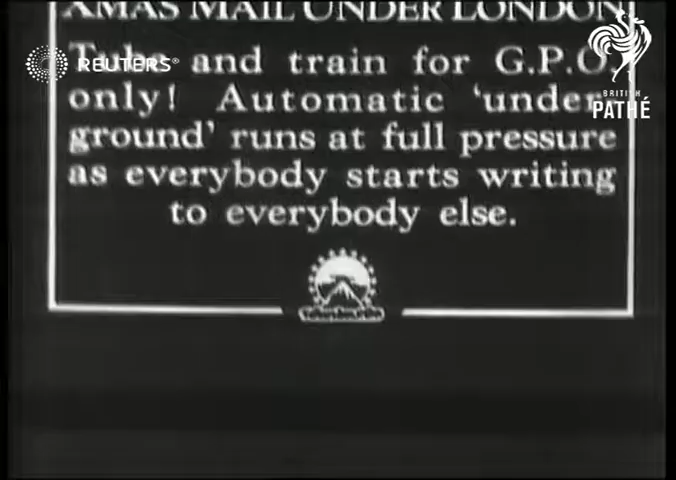 XMAS MAIL UNDER LONDON
Tube and train for G.P.O.
only! Automatic 'under-
ground' runs at full pressure
as everybody starts writing
to everybody else.
REUTERS
BRITISH
PATHÉ